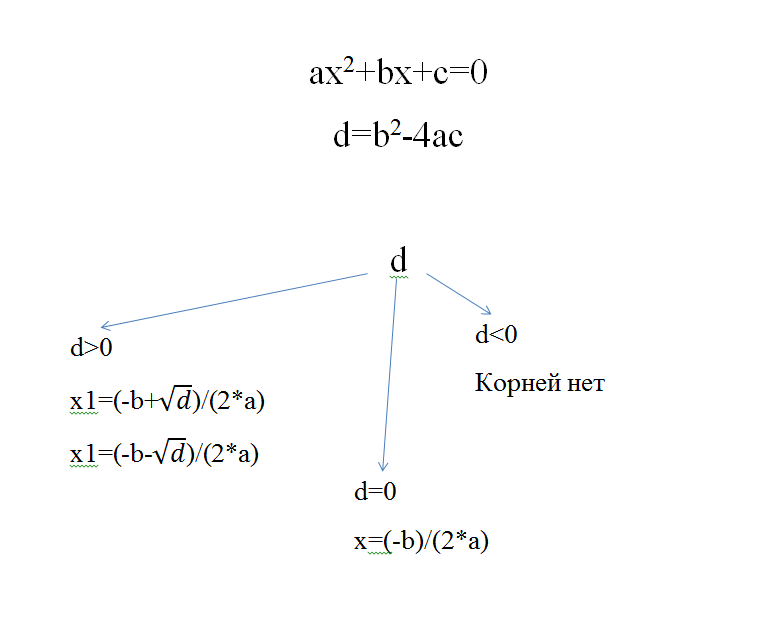 ax²+bx+c=0
d=b²-4ac
d
d>0
x1=(-b+√d)/(2*a)
x1=(-b-√d)/(2*a)
d<0
Корней нет
d=0
x=(-b)/(2*a)